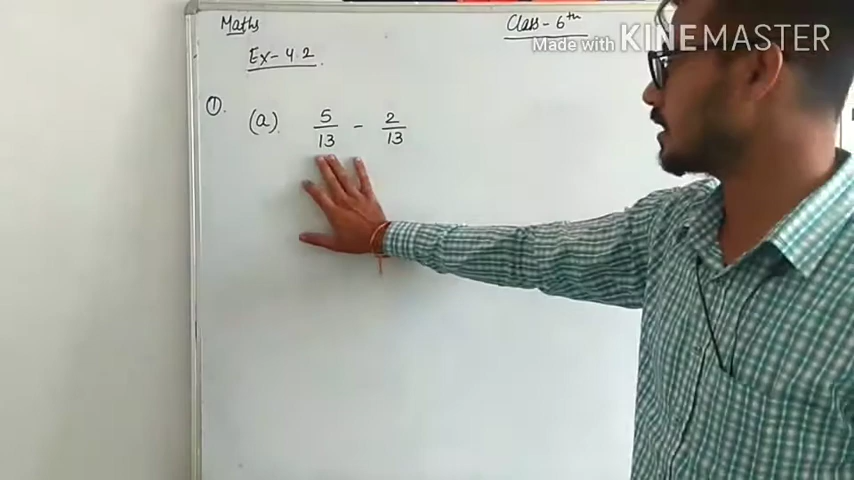 Maths
Class - 6th
Made with KINEMASTER
Ex - 4.2
① (a) 5/13 - 2/13